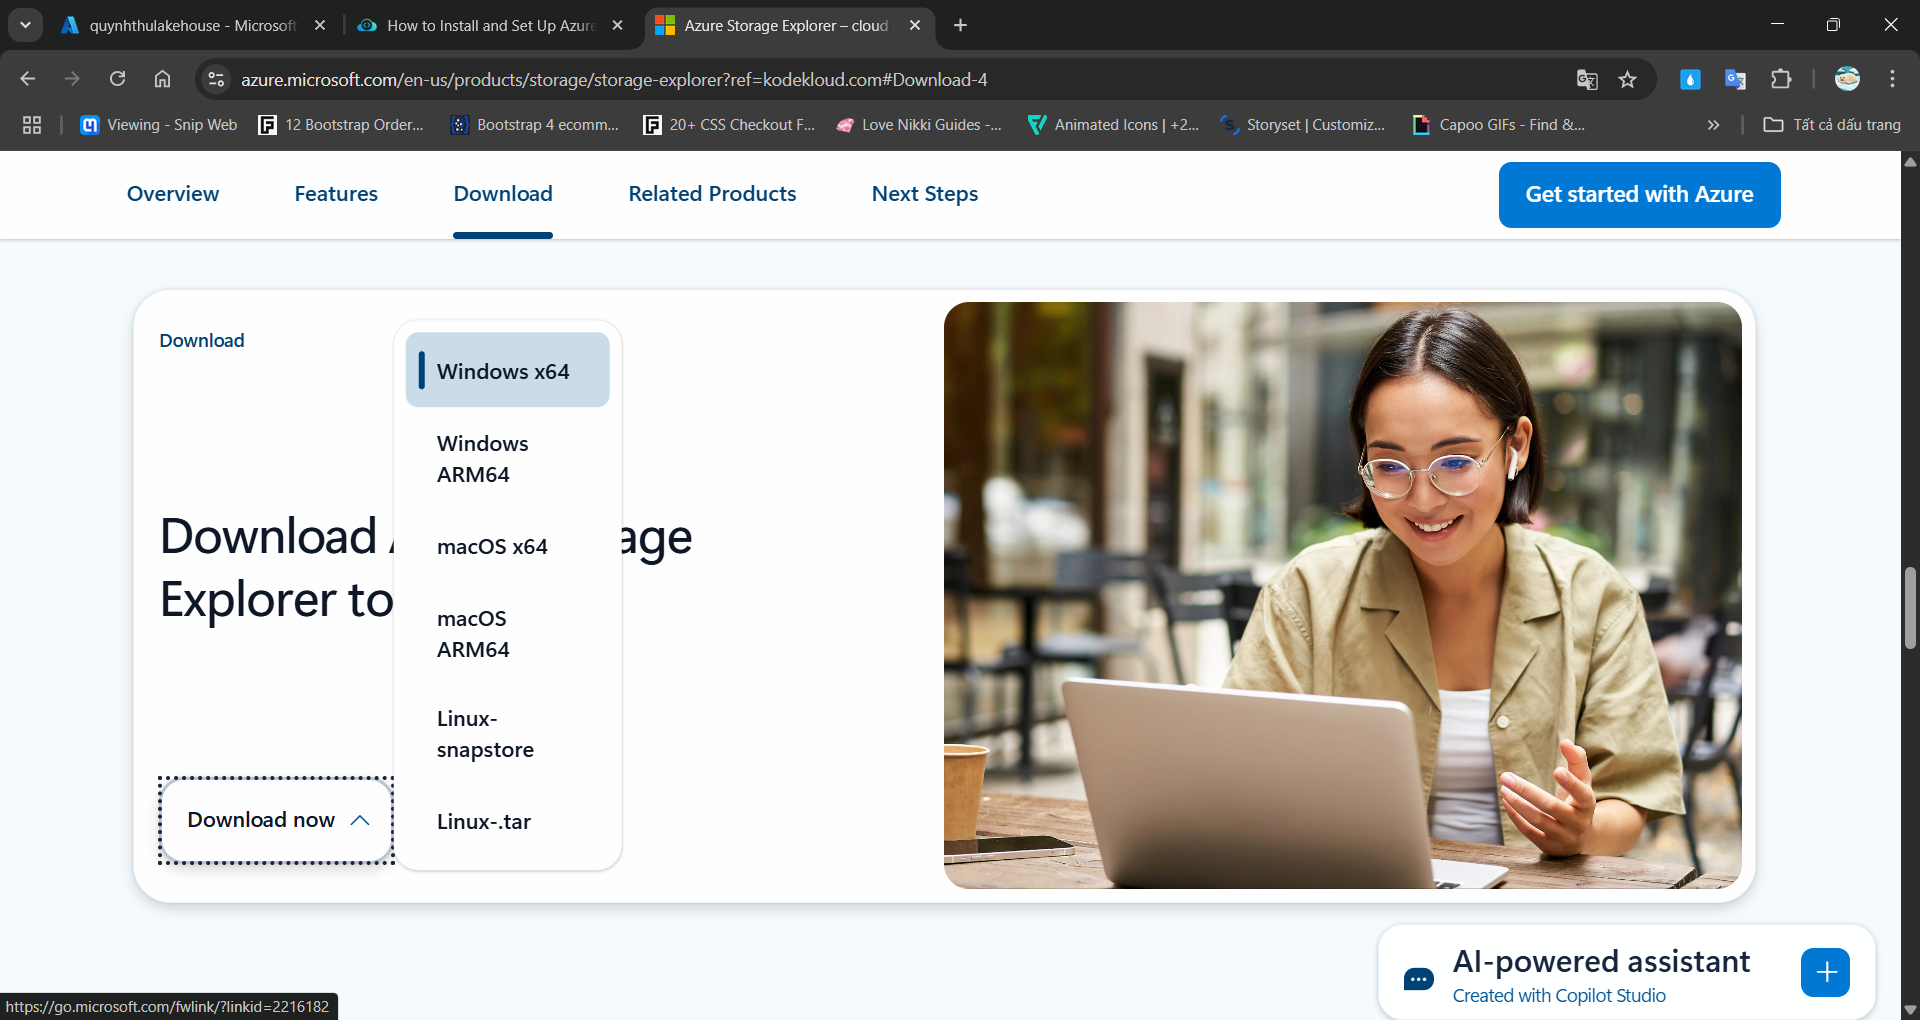 quynhthulakehouse - Microsoft
How to Install and Set Up Azure
Azure Storage Explorer – cloud
azure.microsoft.com/en-us/products/storage/storage-explorer?ref=kodekloud.com#Download-4
Viewing - Snip Web
12 Bootstrap Order...
Bootstrap 4 ecomm...
20+ CSS Checkout F...
Love Nikki Guides -...
Animated Icons | +2...
Storyset | Customiz...
Capoo GIFs - Find &...
Tất cả dấu trang
Overview
Features
Download
Related Products
Next Steps
Get started with Azure
Download
Windows x64
Windows
ARM64
macOS x64
macOS
ARM64
Linux-
snapstore
Linux-.tar
Download age
Explorer to
Download now
AI-powered assistant
Created with Copilot Studio
https://go.microsoft.com/fwlink/?linkid=2216182